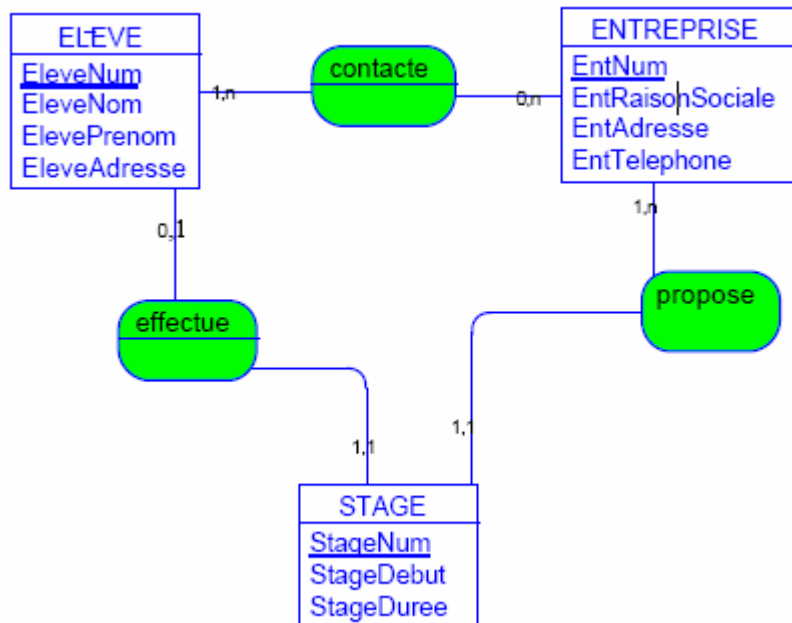 ELEVE
EleveNum
EleveNom
ElevePrenom
EleveAdresse
contacte
ENTREPRISE
EntNum
EntRaisonSociale
EntAdresse
EntTelephone
1,n
0,n
0,1
1,n
effectue
propose
1,1
1,1
STAGE
StageNum
StageDebut
StageDuree